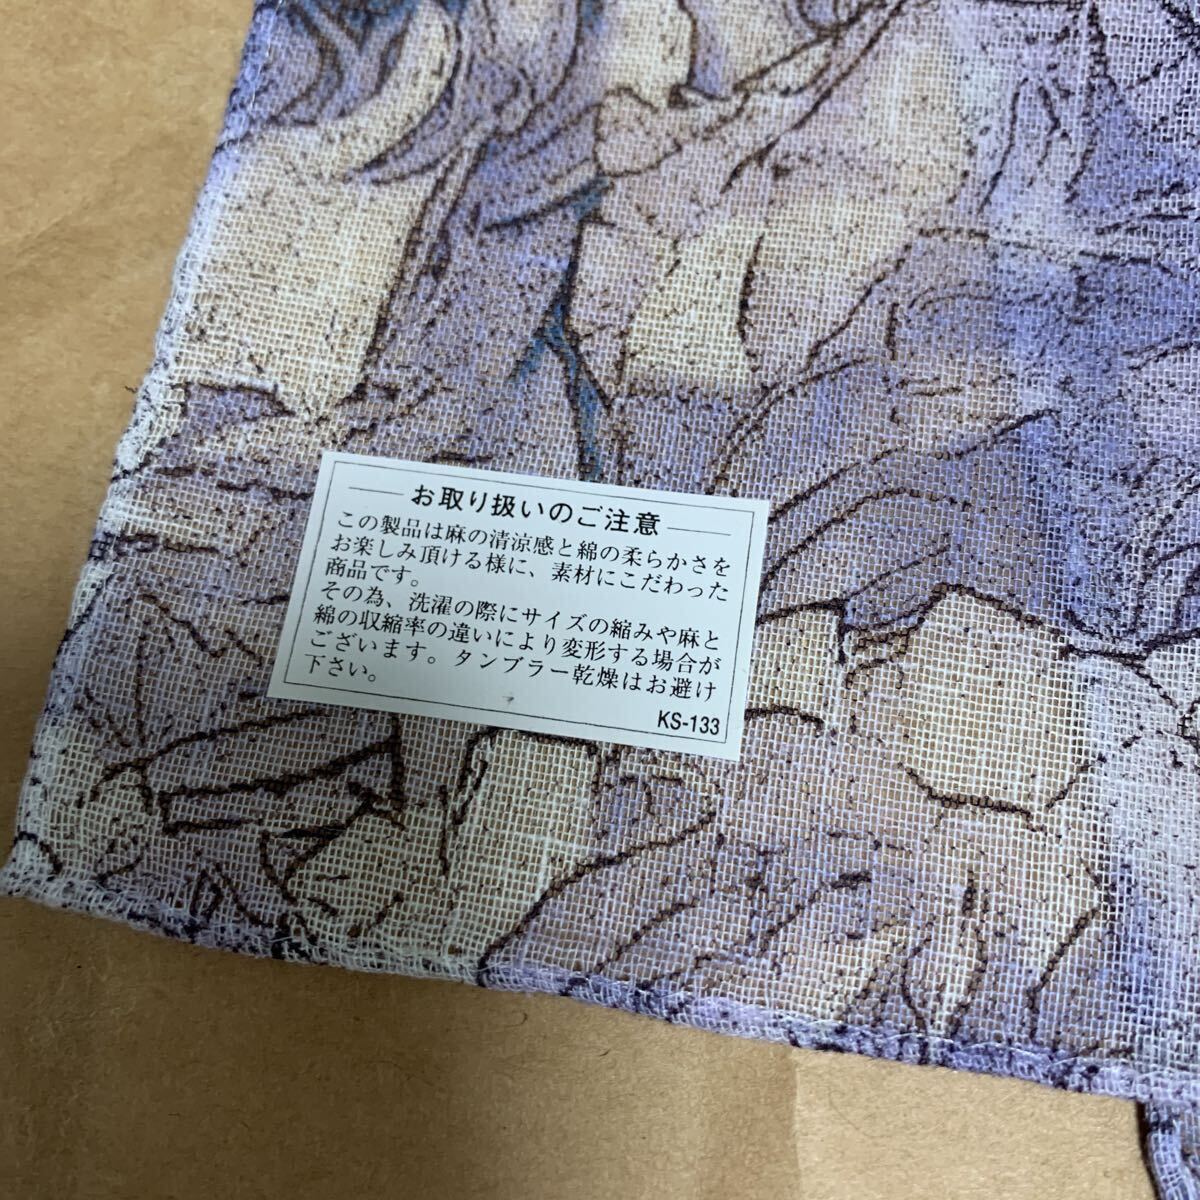 お取り扱いのご注意
この製品は麻の清涼感と綿の柔らかさを
お楽しみ頂ける様に、素材にこだわった
商品です。
その為、洗濯の際にサイズの縮みや麻と
綿の収縮率の違いにより変形する場合が
ございます。タンブラー乾燥はお避け
下さい。
KS-133